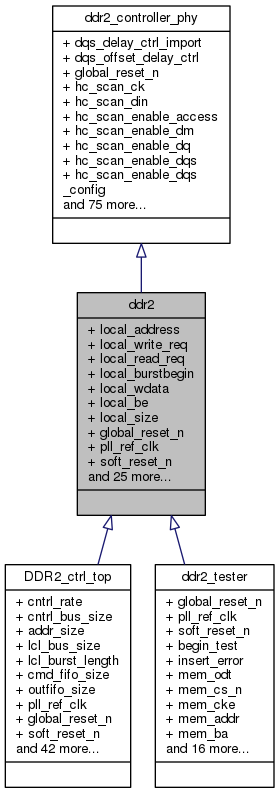 ddr2_controller_phy
+ dqs_delay_ctrl_import
+ dqs_offset_delay_ctrl
+ global_reset_n
+ hc_scan_ck
+ hc_scan_din
+ hc_scan_enable_access
+ hc_scan_enable_dm
+ hc_scan_enable_dq
+ hc_scan_enable_dqs
+ hc_scan_enable_dqs
_config
and 75 more...
ddr2
+ local_address
+ local_write_req
+ local_read_req
+ local_burstbegin
+ local_wdata
+ local_be
+ local_size
+ global_reset_n
+ pll_ref_clk
+ soft_reset_n
and 25 more...
DDR2_ctrl_top
+ cntrl_rate
+ cntrl_bus_size
+ addr_size
+ lcl_bus_size
+ lcl_burst_length
+ cmd_fifo_size
+ outfifo_size
+ pll_ref_clk
+ global_reset_n
+ soft_reset_n
and 42 more...
ddr2_tester
+ global_reset_n
+ pll_ref_clk
+ soft_reset_n
+ begin_test
+ insert_error
+ mem_odt
+ mem_cs_n
+ mem_cke
+ mem_addr
+ mem_ba
and 16 more...